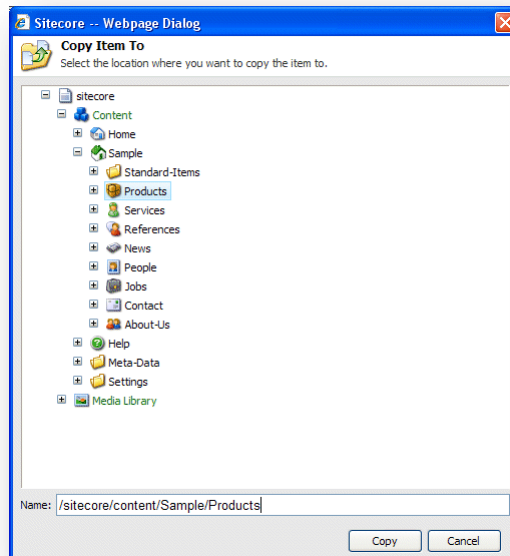 Sitecore -- Webpage Dialog
Copy Item To
Select the location where you want to copy the item to.
sitecore
Content
Home
Sample
Standard-Items
Products
Services
References
News
People
Jobs
Contact
About-Us
Help
Meta-Data
Settings
Media Library
Name: /sitecore/content/Sample/Products
Copy Cancel